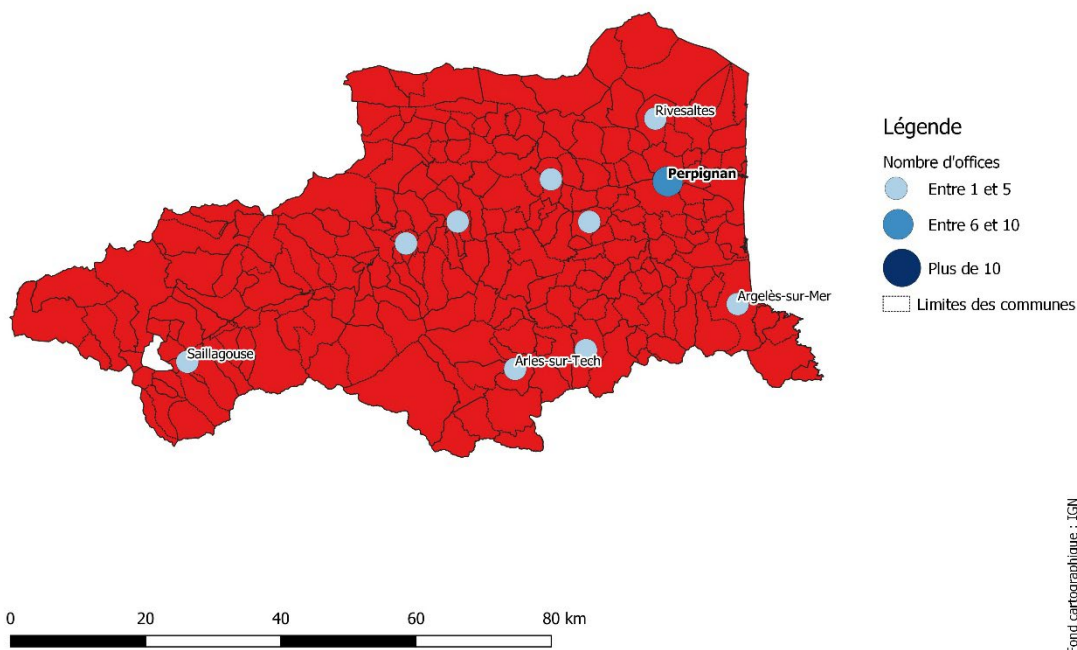 Rivesaltes
Perpignan
Argelès-sur-Mer
Saillagouse
Arles-sur-Tech
Légende
Nombre d'offices
Entre 1 et 5
Entre 6 et 10
Plus de 10
Limites des communes
0 20 40 60 80 km
Fond cartographique : IGN